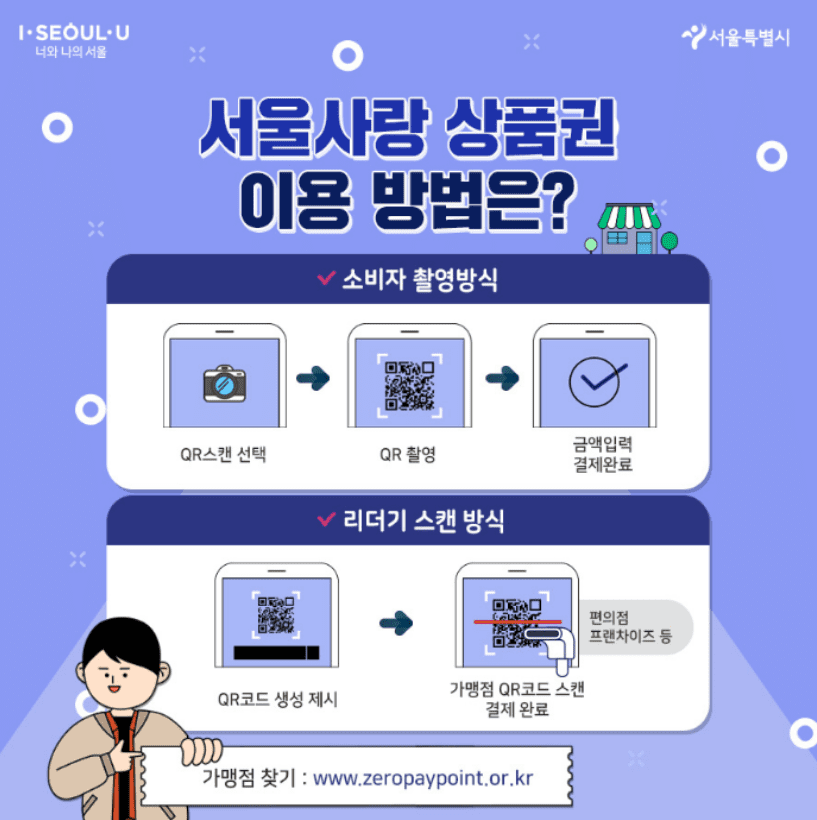 I·SEOUL·U
너와 나의 서울
서울특별시
서울사랑 상품권
이용 방법은?
소비자 촬영방식
QR스캔 선택
QR 촬영
금액입력
결제완료
리더기 스캔 방식
편의점
프랜차이즈 등
QR코드 생성 제시
가맹점 QR코드 스캔
결제 완료
가맹점 찾기 : www.zeropaypoint.or.kr